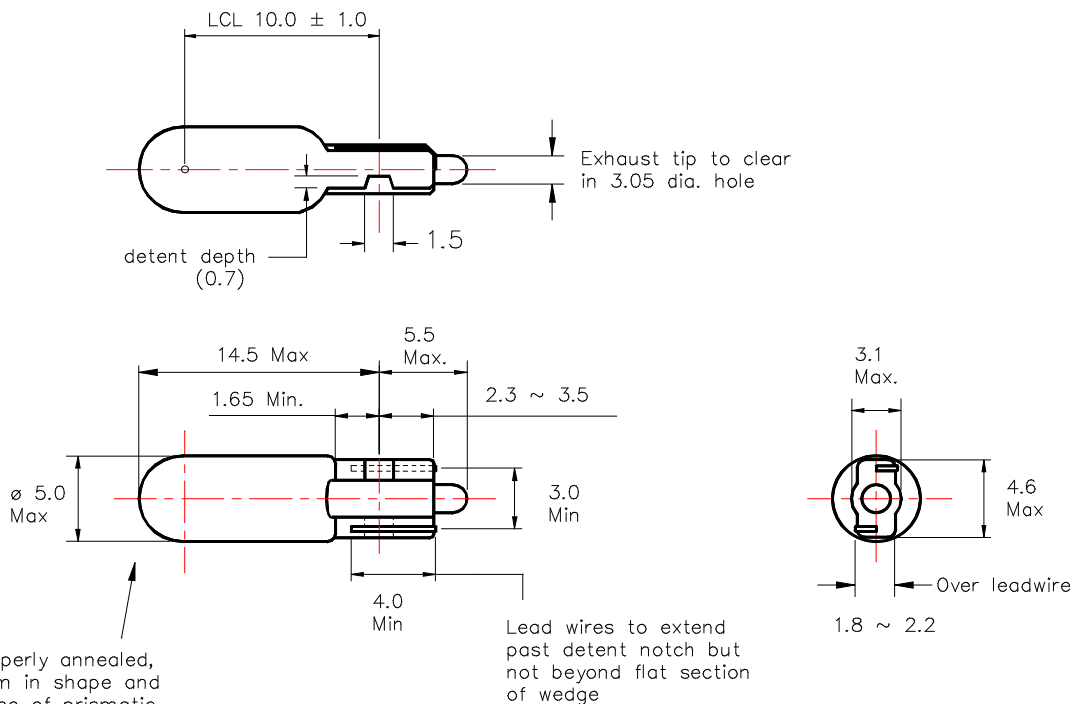 LCL 10.0 ± 1.0
Exhaust tip to clear
in 3.05 dia. hole
1.5
detent depth
(0.7)
14.5 Max
5.5
Max.
1.65 Min.
2.3 ~ 3.5
3.1
Max.
ø 5.0
Max
3.0
Min
4.6
Max
4.0
Min
Over leadwire
1.8 ~ 2.2
Lead wires to extend
past detent notch but
not beyond flat section
of wedge
annealed,
in shape and
of prismatic